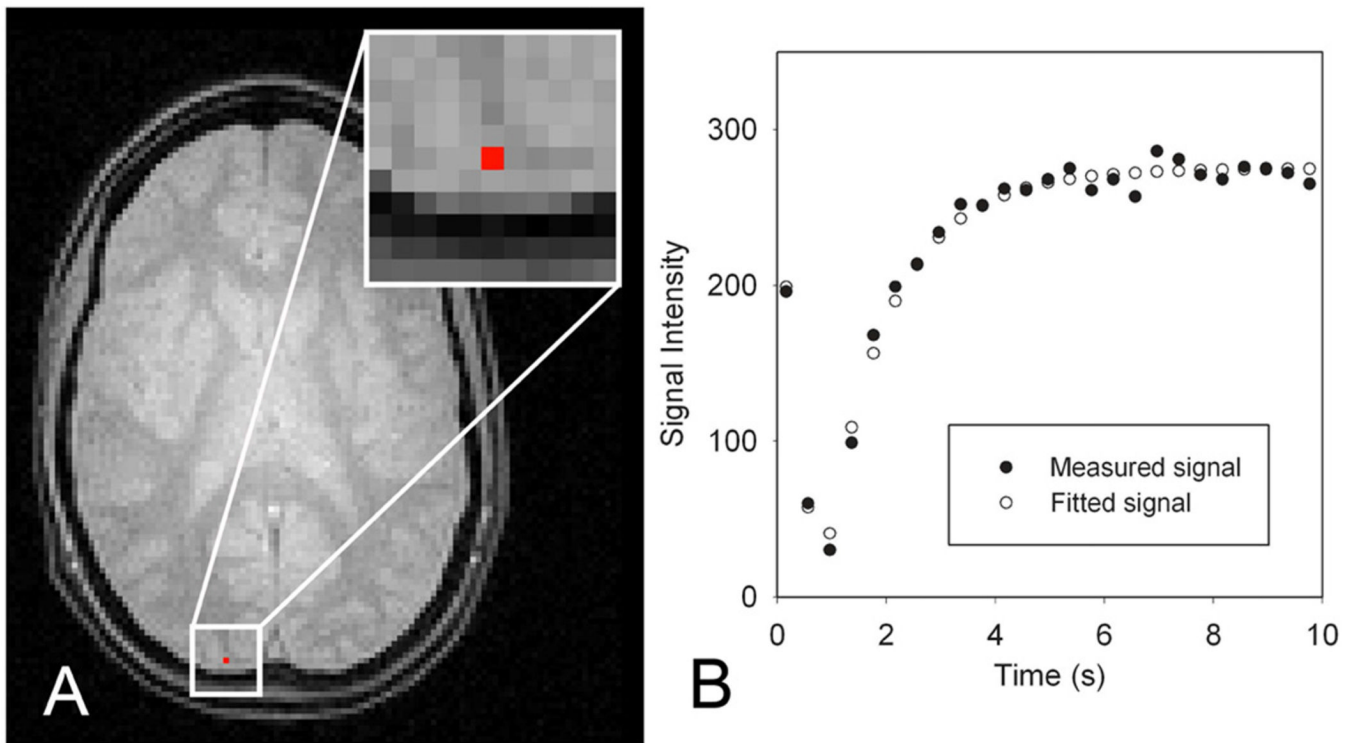 A
300
200
100
0
Signal Intensity
Measured signal
Fitted signal
0 2 4 6 8 10
Time (s)
B